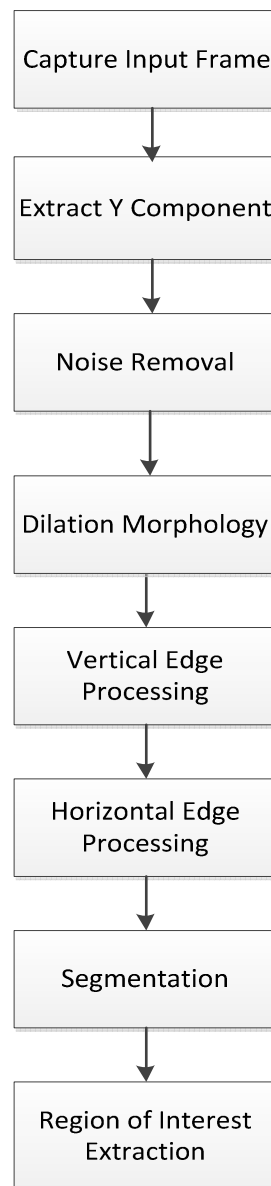 Capture Input Frame
Extract Y Component
Noise Removal
Dilation Morphology
Vertical Edge
Processing
Horizontal Edge
Processing
Segmentation
Region of Interest
Extraction